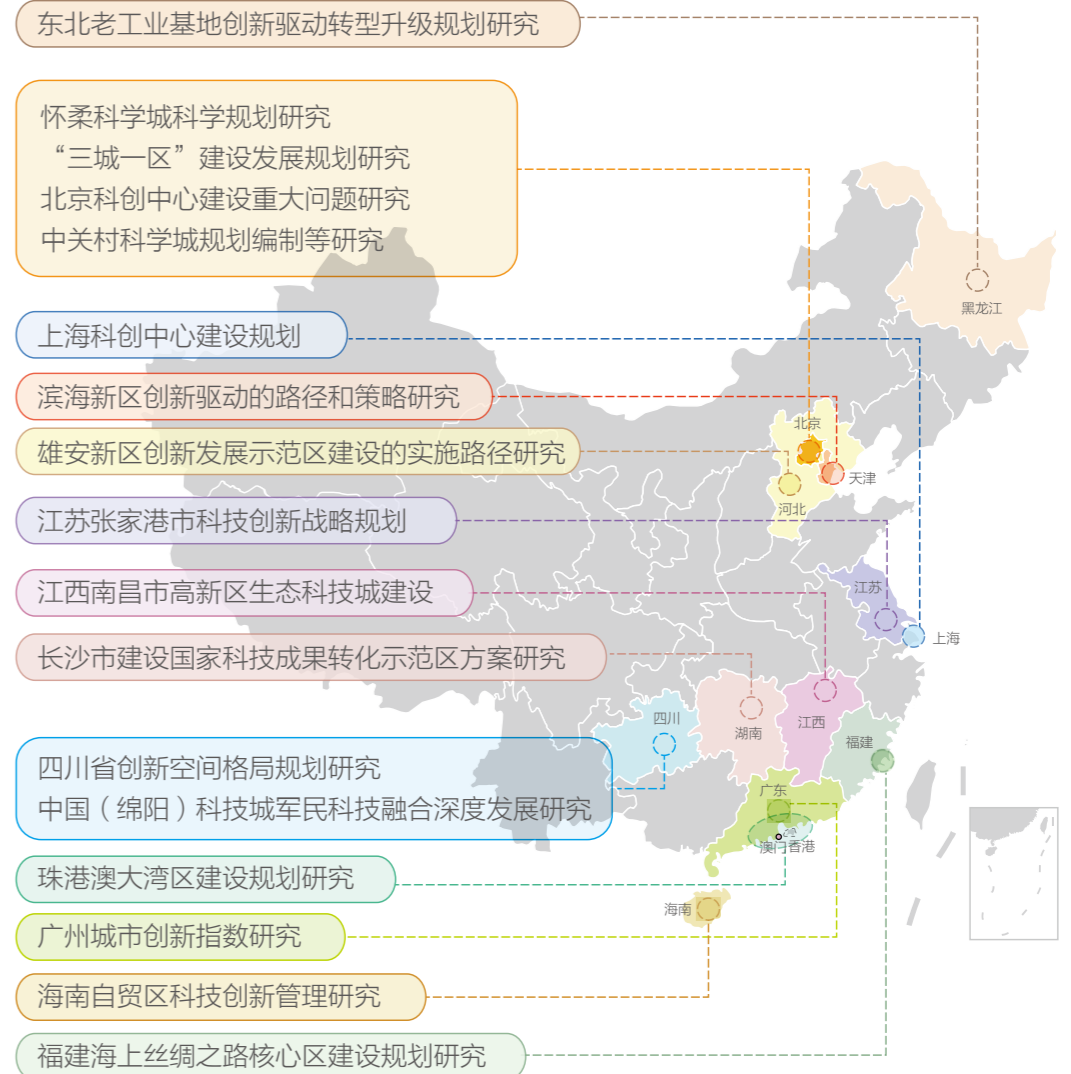 东北老工业基地创新驱动转型升级规划研究
怀柔科学城科学规划研究
“三城一区”建设发展规划研究
北京科创中心建设重大问题研究
中关村科学城规划编制等研究
上海科创中心建设规划
滨海新区创新驱动的路径和策略研究
雄安新区创新发展示范区建设的实施路径研究
江苏张家港市科技创新战略规划
江西南昌市高新区生态科技城建设
长沙市建设国家科技成果转化示范区方案研究
四川省创新空间格局规划研究
中国（绵阳）科技城军民科技融合深度发展研究
珠港澳大湾区建设规划研究
广州城市创新指数研究
海南自贸区科技创新管理研究
福建海上丝绸之路核心区建设规划研究
黑龙江
北京
天津
河北
江苏
上海
四川
湖南
江西
福建
广东
澳门
香港
海南